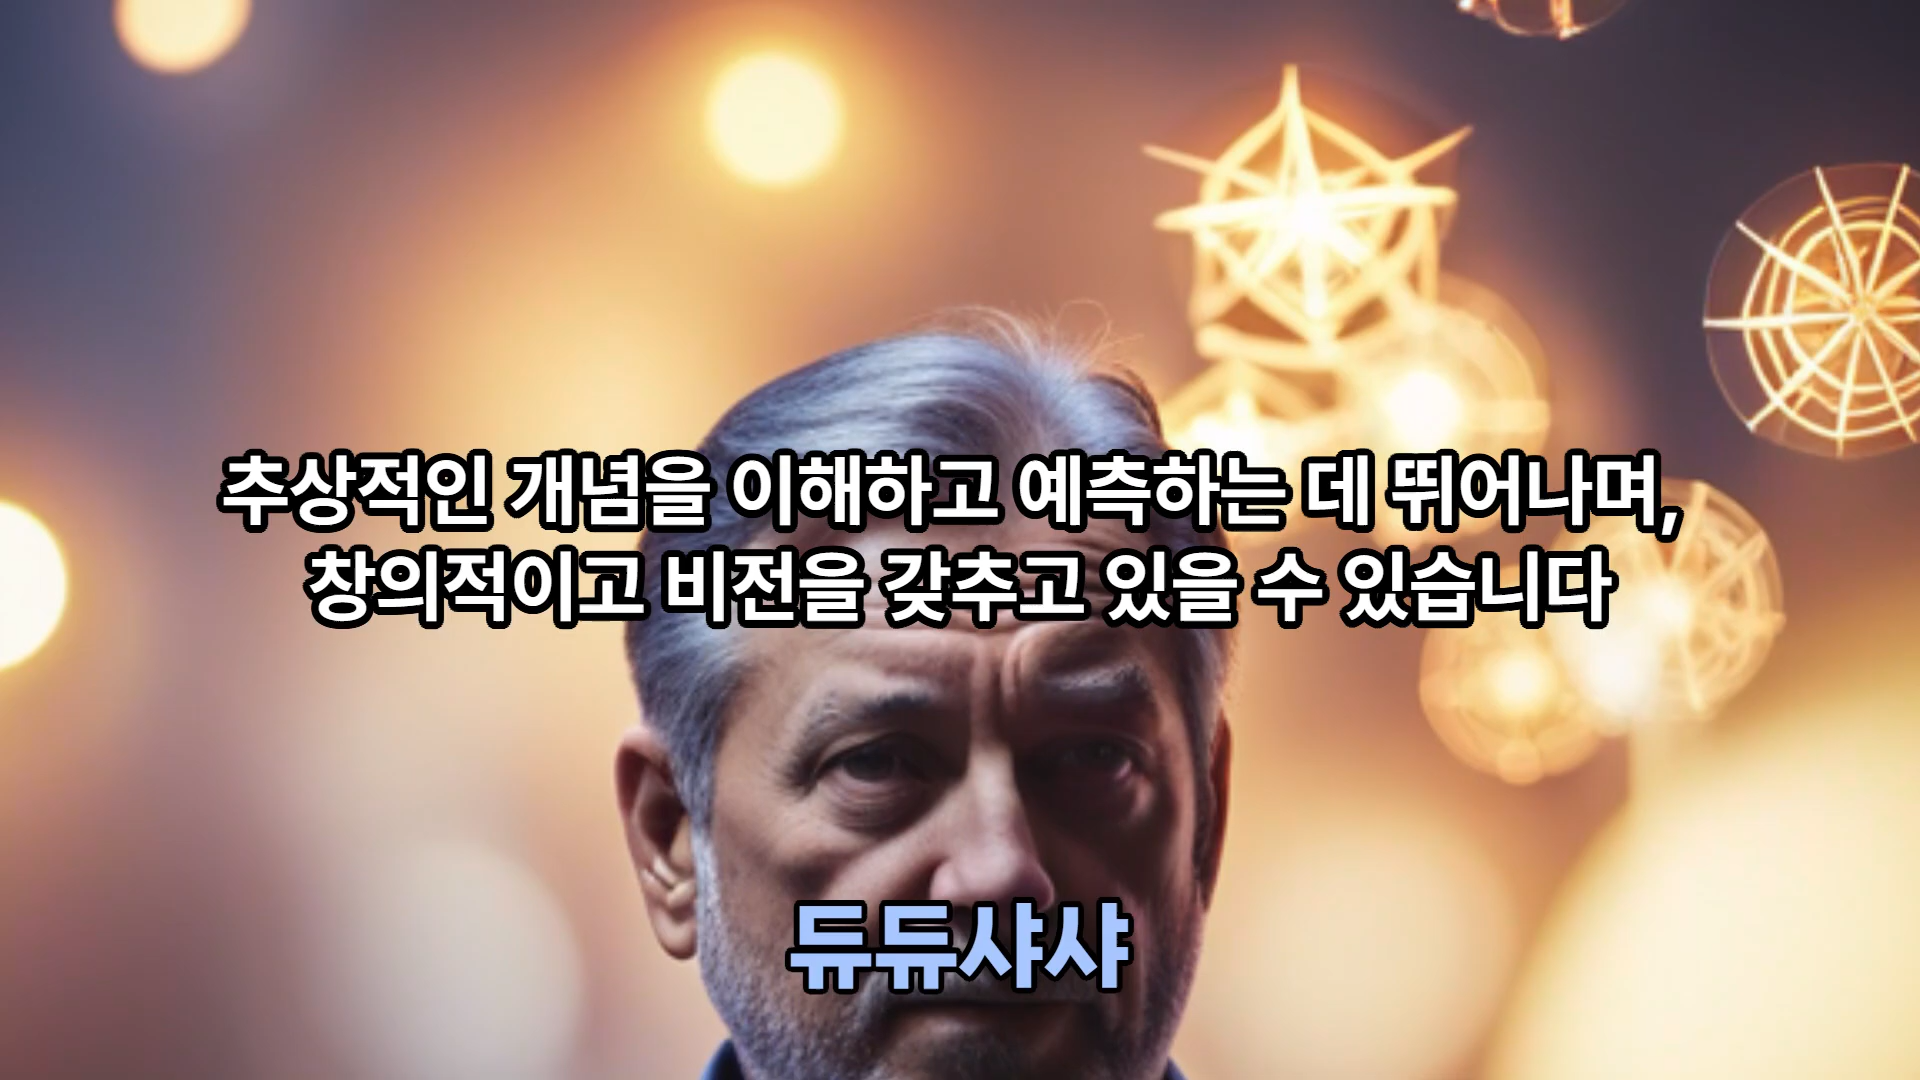 추상적인 개념을 이해하고 예측하는 데 뛰어나며,
창의적이고 비전을 갖추고 있을 수 있습니다
듀듀샤샤